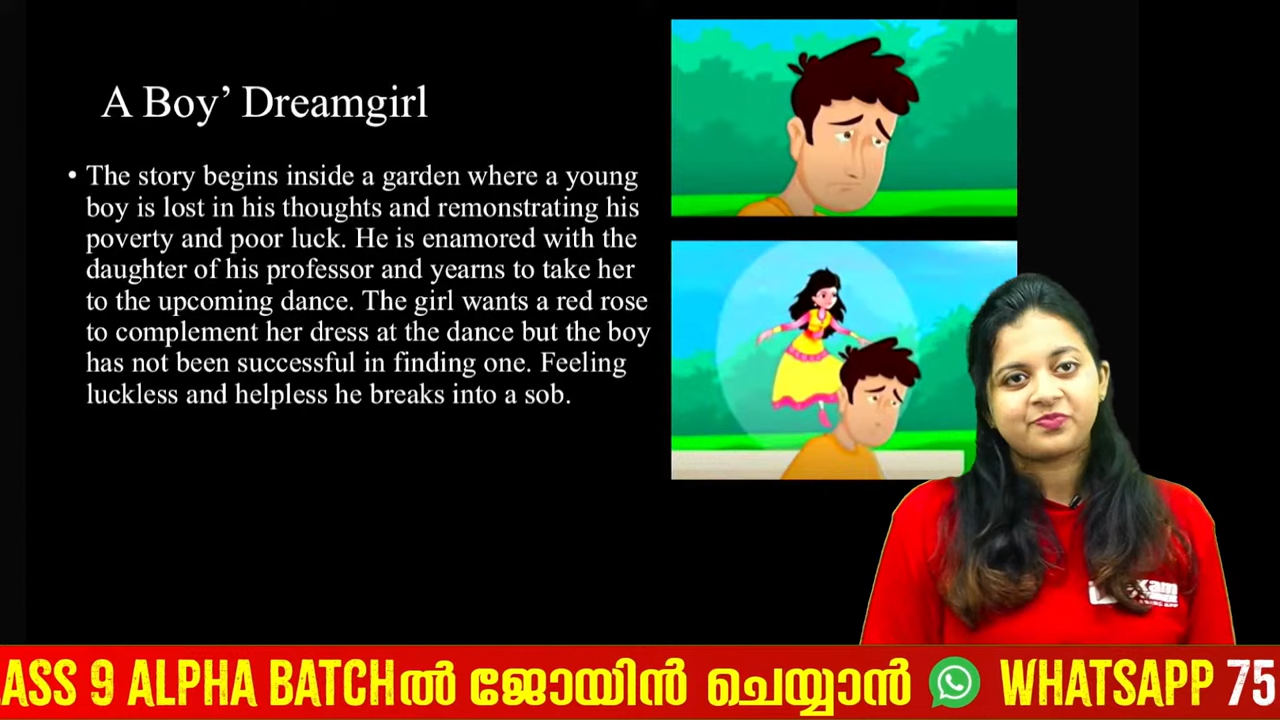 A Boy’ Dreamgirl
• The story begins inside a garden where a young
boy is lost in his thoughts and remonstrating his
poverty and poor luck. He is enamored with the
daughter of his professor and yearns to take her
to the upcoming dance. The girl wants a red rose
to complement her dress at the dance but the boy
has not been successful in finding one. Feeling
luckless and helpless he breaks into a sob.
ASS 9 ALPHA BATCHൽ ജോയിൻ ചെയ്യാൻ WHATSAPP 75